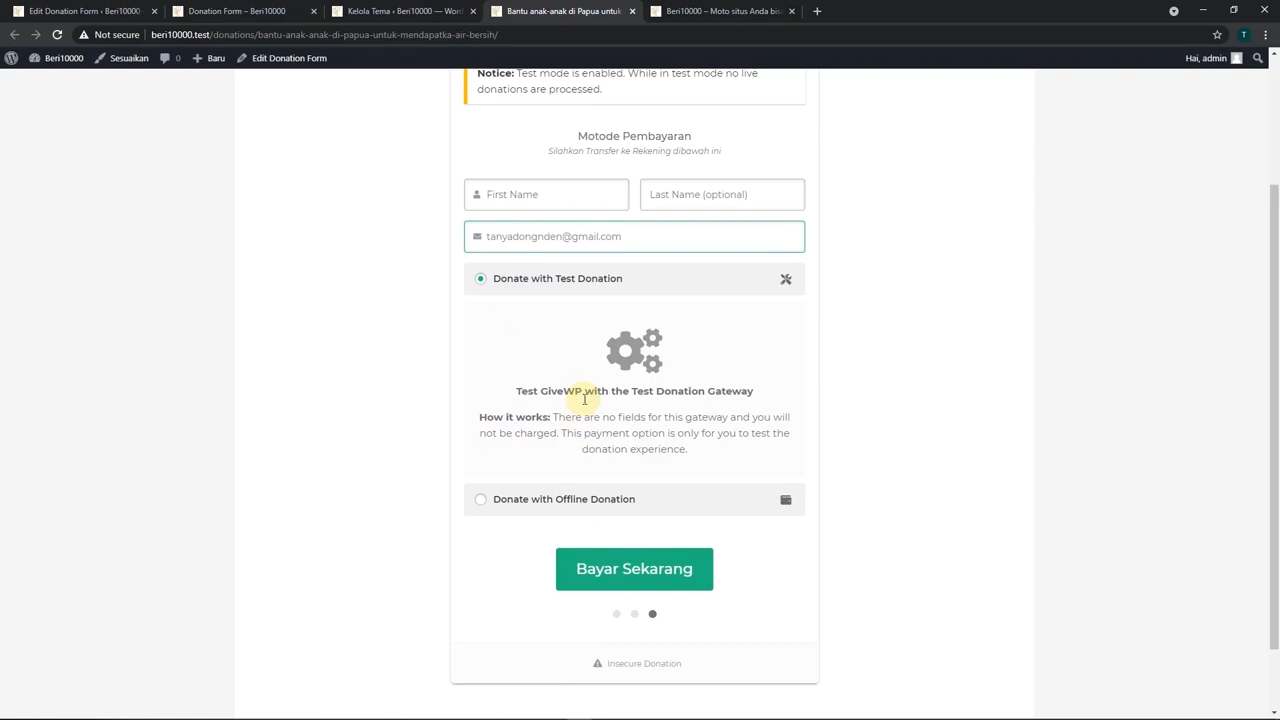 Edit Donation Form ‹ Beri10000
Donation Form – Beri10000
Kelola Tema ‹ Beri10000 — Word
Bantu anak-anak di Papua untuk
Beri10000 – Moto situs Anda bis
Not secure
beri10000.test/donations/bantu-anak-anak-di-papua-untuk-mendapatka-air-bersih/
T
Beri10000
Sesuaikan
0
Baru
Edit Donation Form
Hai, admin
Notice: Test mode is enabled. While in test mode no live
donations are processed.
Motode Pembayaran
Silahkan Transfer ke Rekening dibawah ini
First Name
Last Name (optional)
tanyadongnden@gmail.com
Donate with Test Donation
Test GiveWP with the Test Donation Gateway
How it works: There are no fields for this gateway and you will
not be charged. This payment option is only for you to test the
donation experience.
Donate with Offline Donation
Bayar Sekarang
Insecure Donation